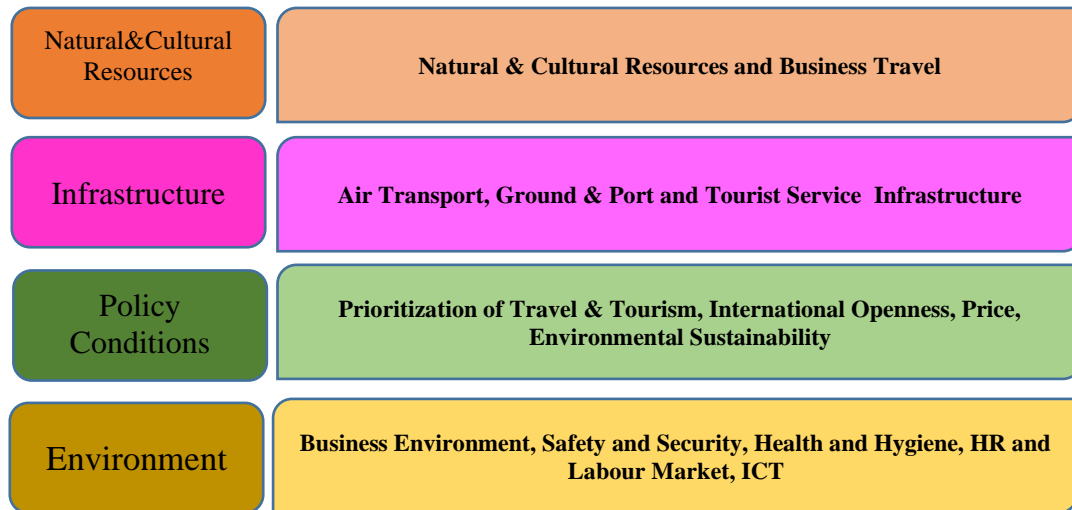 Natural&Cultural
Resources
Natural & Cultural Resources and Business Travel
Infrastructure
Air Transport, Ground & Port and Tourist Service  Infrastructure
Policy
Conditions
Prioritization of Travel & Tourism, International Openness, Price,
Environmental Sustainability
Environment
Business Environment, Safety and Security, Health and Hygiene, HR and
Labour Market, ICT